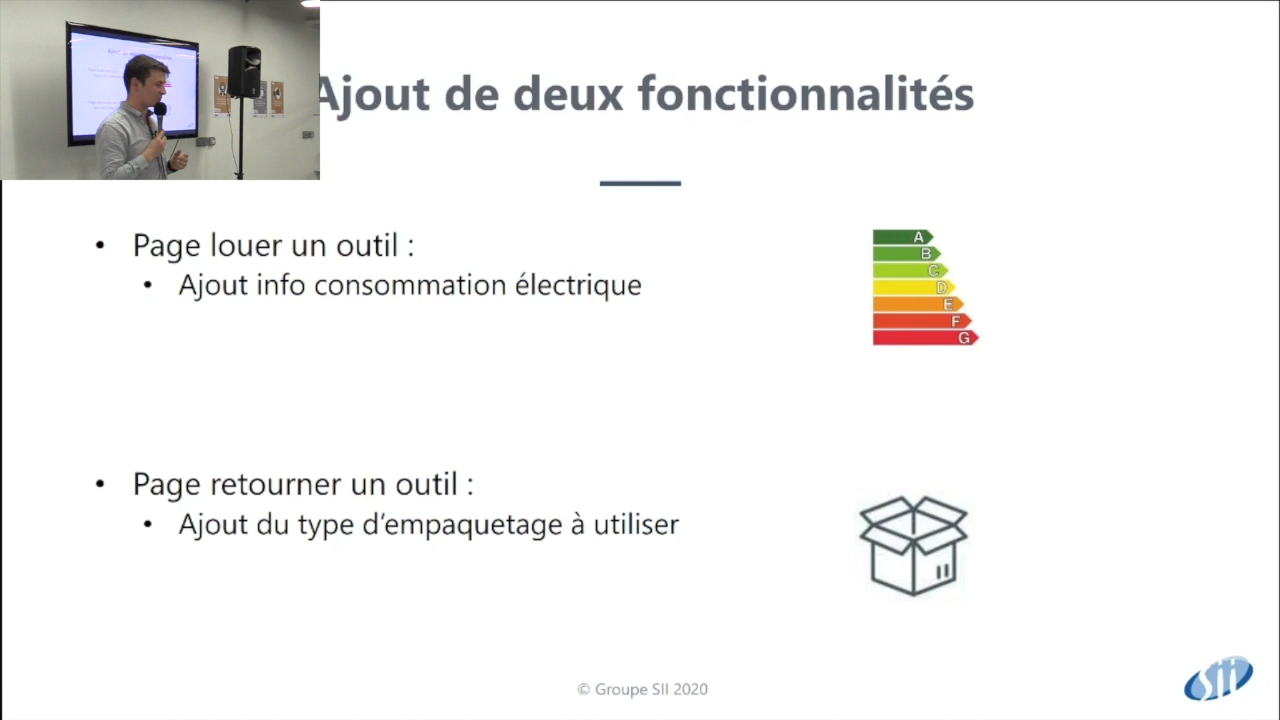 Ajout de deux fonctionnalités
• Page louer un outil :
• Ajout info consommation électrique
A
B
C
D
E
F
G
• Page retourner un outil :
• Ajout du type d’empaquetage à utiliser
© Groupe SII 2020
sii